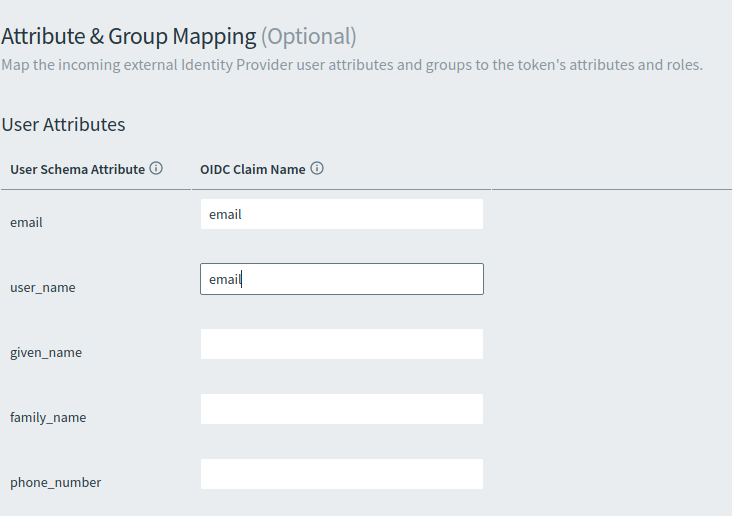 Attribute & Group Mapping (Optional)
Map the incoming external Identity Provider user attributes and groups to the token's attributes and roles.
User Attributes
User Schema Attribute OIDC Claim Name
email email
user_name email
given_name
family_name
phone_number